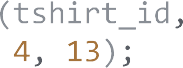 (tshirt_id,
4, 13);